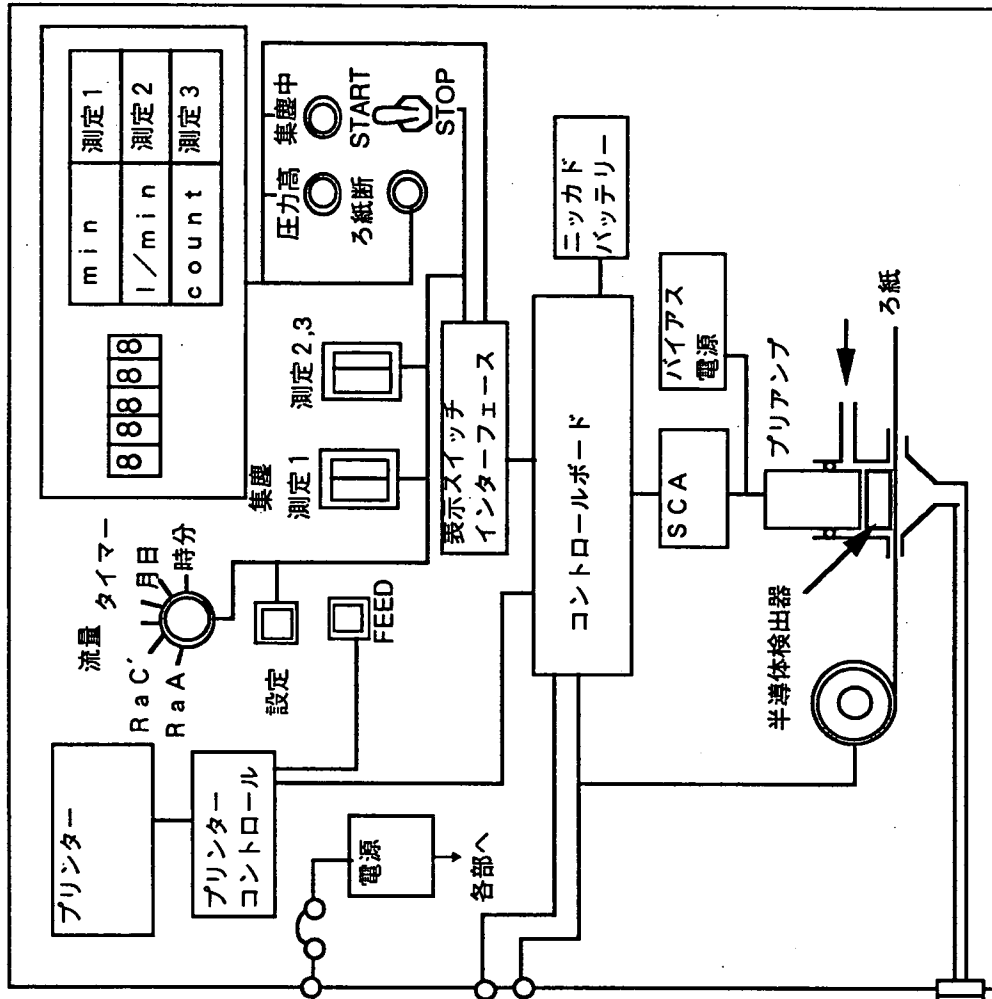 プリンター
プリンター
コントロール
電源
各部へ
流量
タイマー
RaC′
月日
RaA
時分
設定
FEED
88888
min
測定1
l/min
測定2
count
測定3
集塵
測定1
測定2,3
圧力高
集塵中
START
ろ紙断
STOP
表示スイッチ
インターフェース
コントロールボード
ニッカド
バッテリー
SCA
バイアス
電源
プリアンプ
半導体検出器
ろ紙